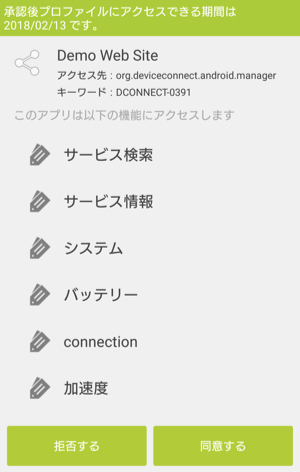 承認後プロファイルにアクセスできる期間は
2018/02/13 です。
Demo Web Site
アクセス先 : org.deviceconnect.android.manager
キーワード : DCONNECT-0391
このアプリは以下の機能にアクセスします
サービス検索
サービス情報
システム
バッテリー
connection
加速度
拒否する
同意する